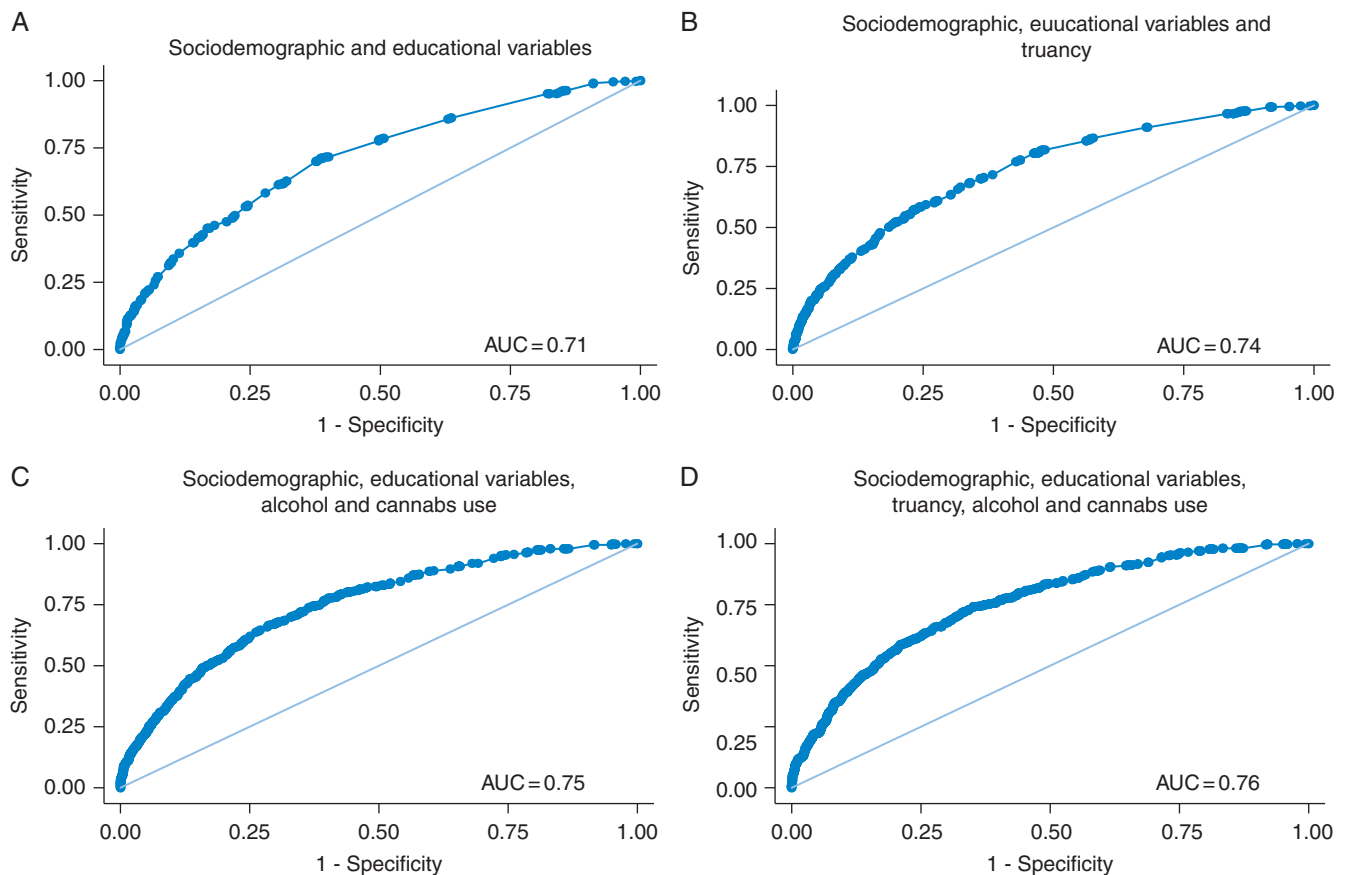 A
Sociodemographic and educational variables
1.00
0.75
0.50
0.25
0.00
Sensitivity
AUC = 0.71
0.00 0.25 0.50 0.75 1.00
1 - Specificity
B
Sociodemographic, euucational variables and
truancy
1.00
0.75
0.50
0.25
0.00
Sensitivity
AUC = 0.74
0.00 0.25 0.50 0.75 1.00
1 - Specificity
C
Sociodemographic, educational variables,
alcohol and cannabs use
1.00
0.75
0.50
0.25
0.00
Sensitivity
AUC = 0.75
0.00 0.25 0.50 0.75 1.00
1 - Specificity
D
Sociodemographic, educational variables,
truancy, alcohol and cannabs use
1.00
0.75
0.50
0.25
0.00
Sensitivity
AUC = 0.76
0.00 0.25 0.50 0.75 1.00
1 - Specificity